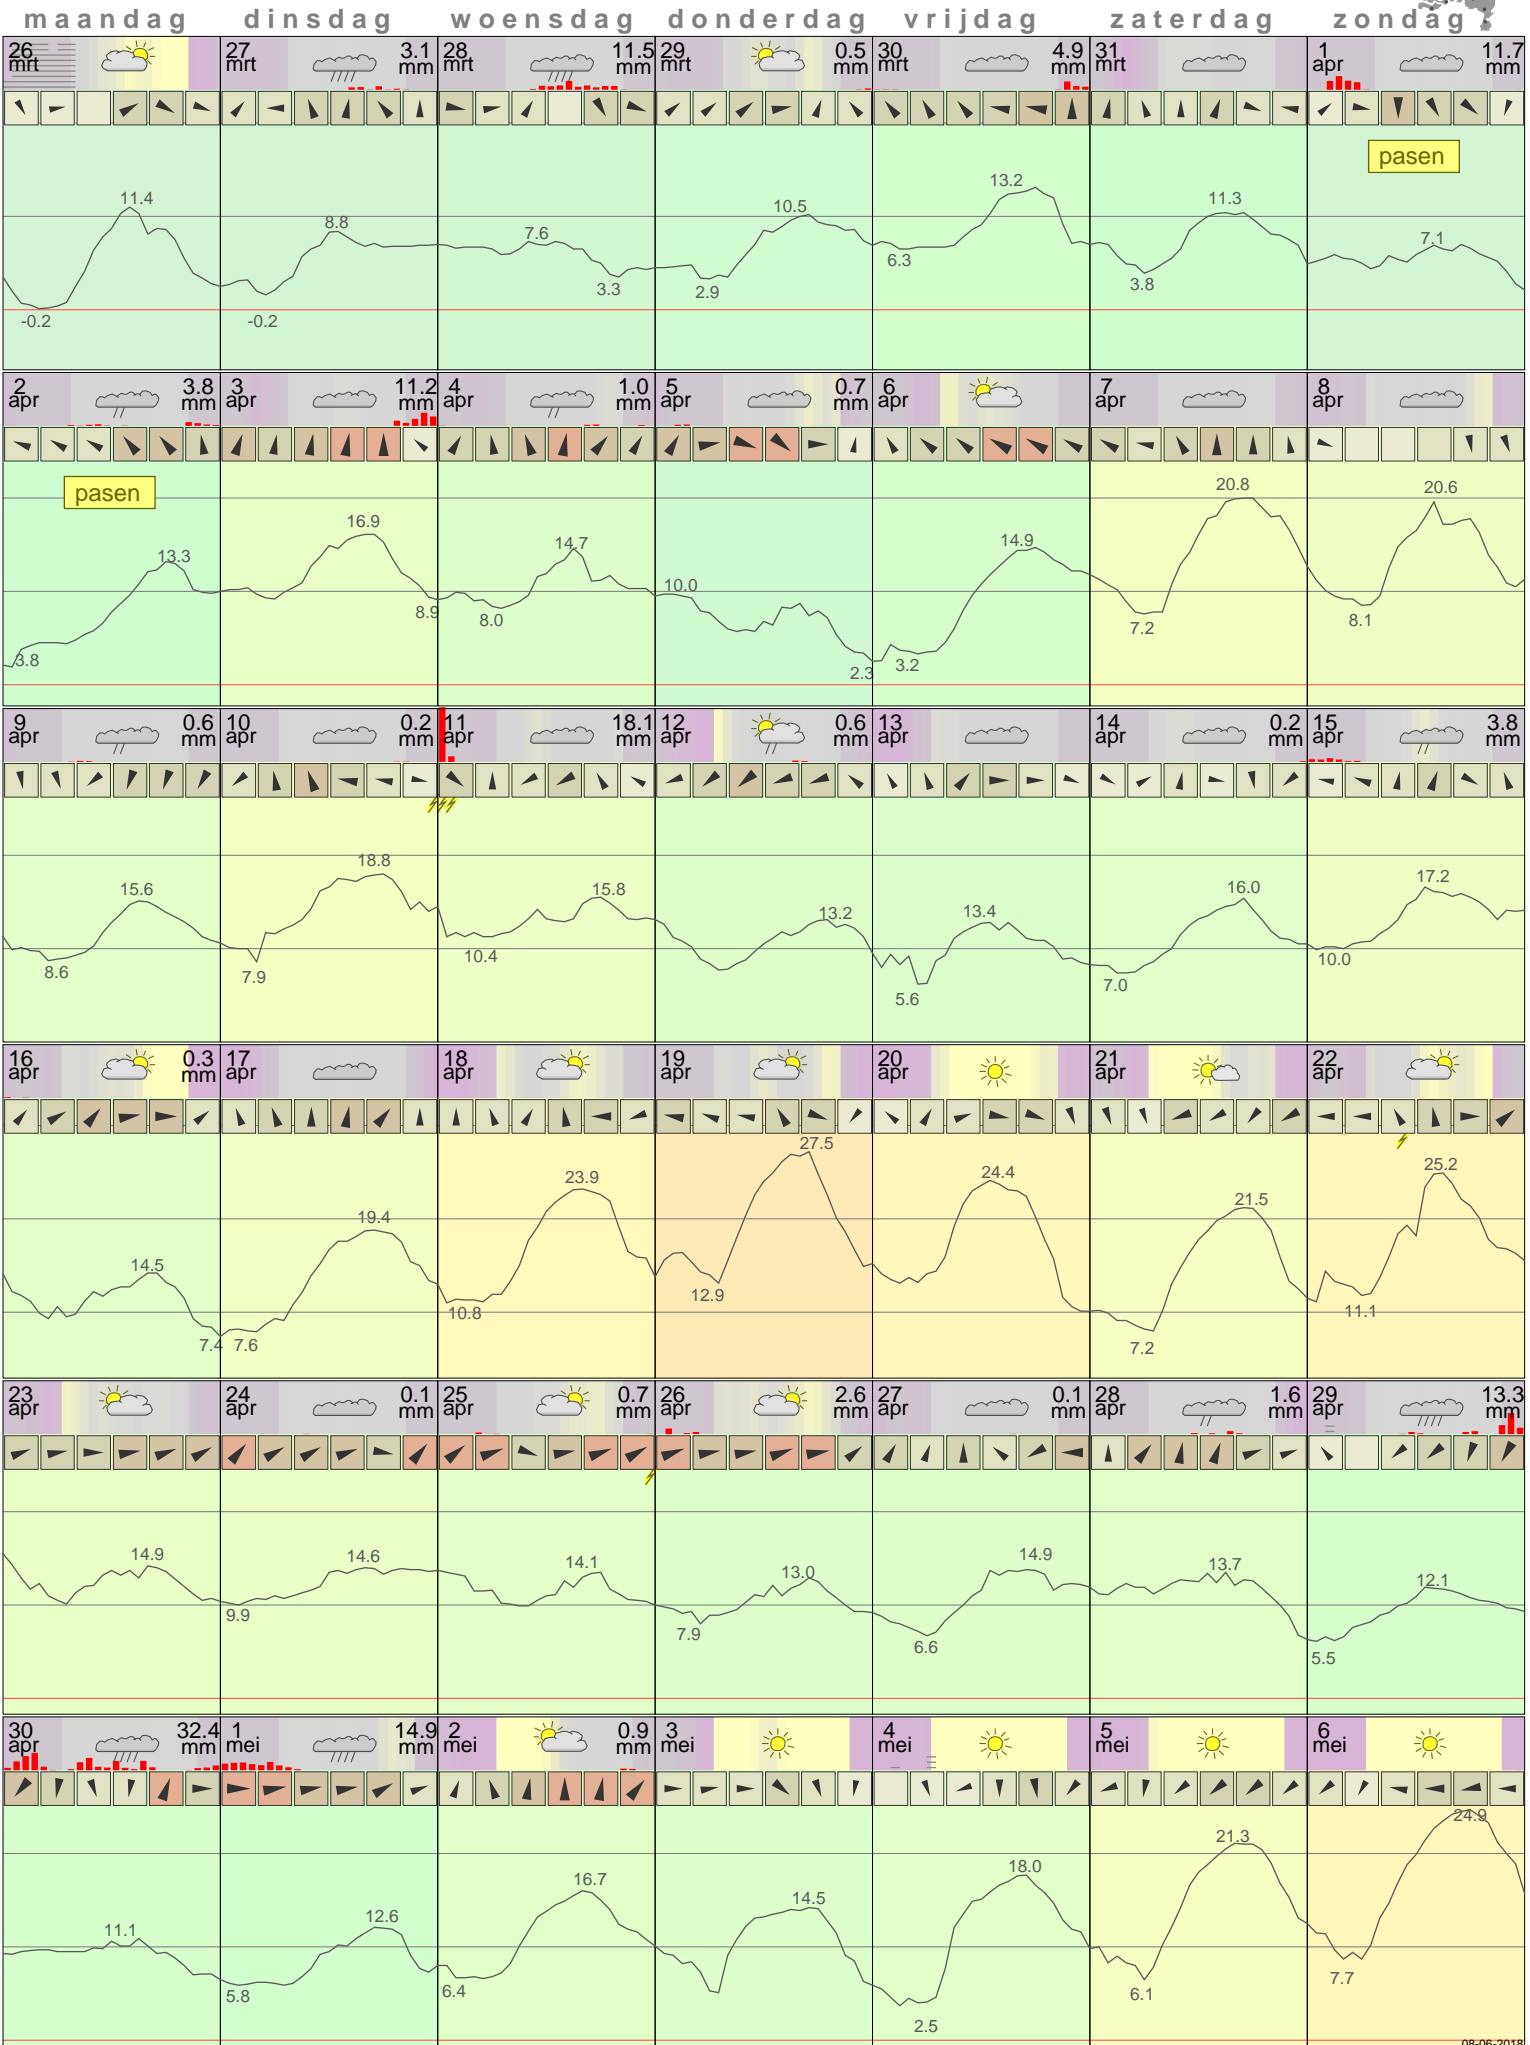 maandag dinsdag woensdag donderdag vrijdag zaterdag zondag
26 27 3.1 28 11.5 29 0.5 30 4.9 31 1 11.7
mrt mrt mm mrt mm mrt mm mrt mm mrt apr mm
pasen
11.4 8.8 7.6 10.5 13.2 11.3 7.1
-0.2 -0.2 3.3 2.9 6.3 3.8
2 3.8 3 11.2 4 1.0 5 0.7 6 7 8
apr mm apr mm apr mm apr mm apr apr apr
pasen
13.3 16.9 14.7 10.0 14.9 20.8 20.6
3.8 8.9 8.0 2.3 3.2 7.2 8.1
9 0.6 10 0.2 11 18.1 12 0.6 13 14 0.2 15 3.8
apr mm apr mm apr mm apr mm apr apr mm apr mm
15.6 18.8 15.8 13.2 13.4 16.0 17.2
8.6 7.9 10.4 5.6 7.0 10.0
16 0.3 17 18 19 20 21 22
apr mm apr apr apr apr apr apr
14.5 19.4 23.9 27.5 24.4 21.5 25.2
7.4 7.6 10.8 12.9 7.2 11.1
23 24 0.1 25 0.7 26 2.6 27 0.1 28 1.6 29 13.3
apr apr mm apr mm apr mm apr mm apr mm apr mm
14.9 14.6 14.1 13.0 14.9 13.7 12.1
9.9 7.9 6.6 5.5
30 32.4 1 14.9 2 0.9 3 4 5 6
apr mm mei mm mei mm mei mei mei mei
11.1 12.6 16.7 14.5 18.0 21.3 24.9
5.8 6.4 2.5 6.1 7.7
08-06-2018